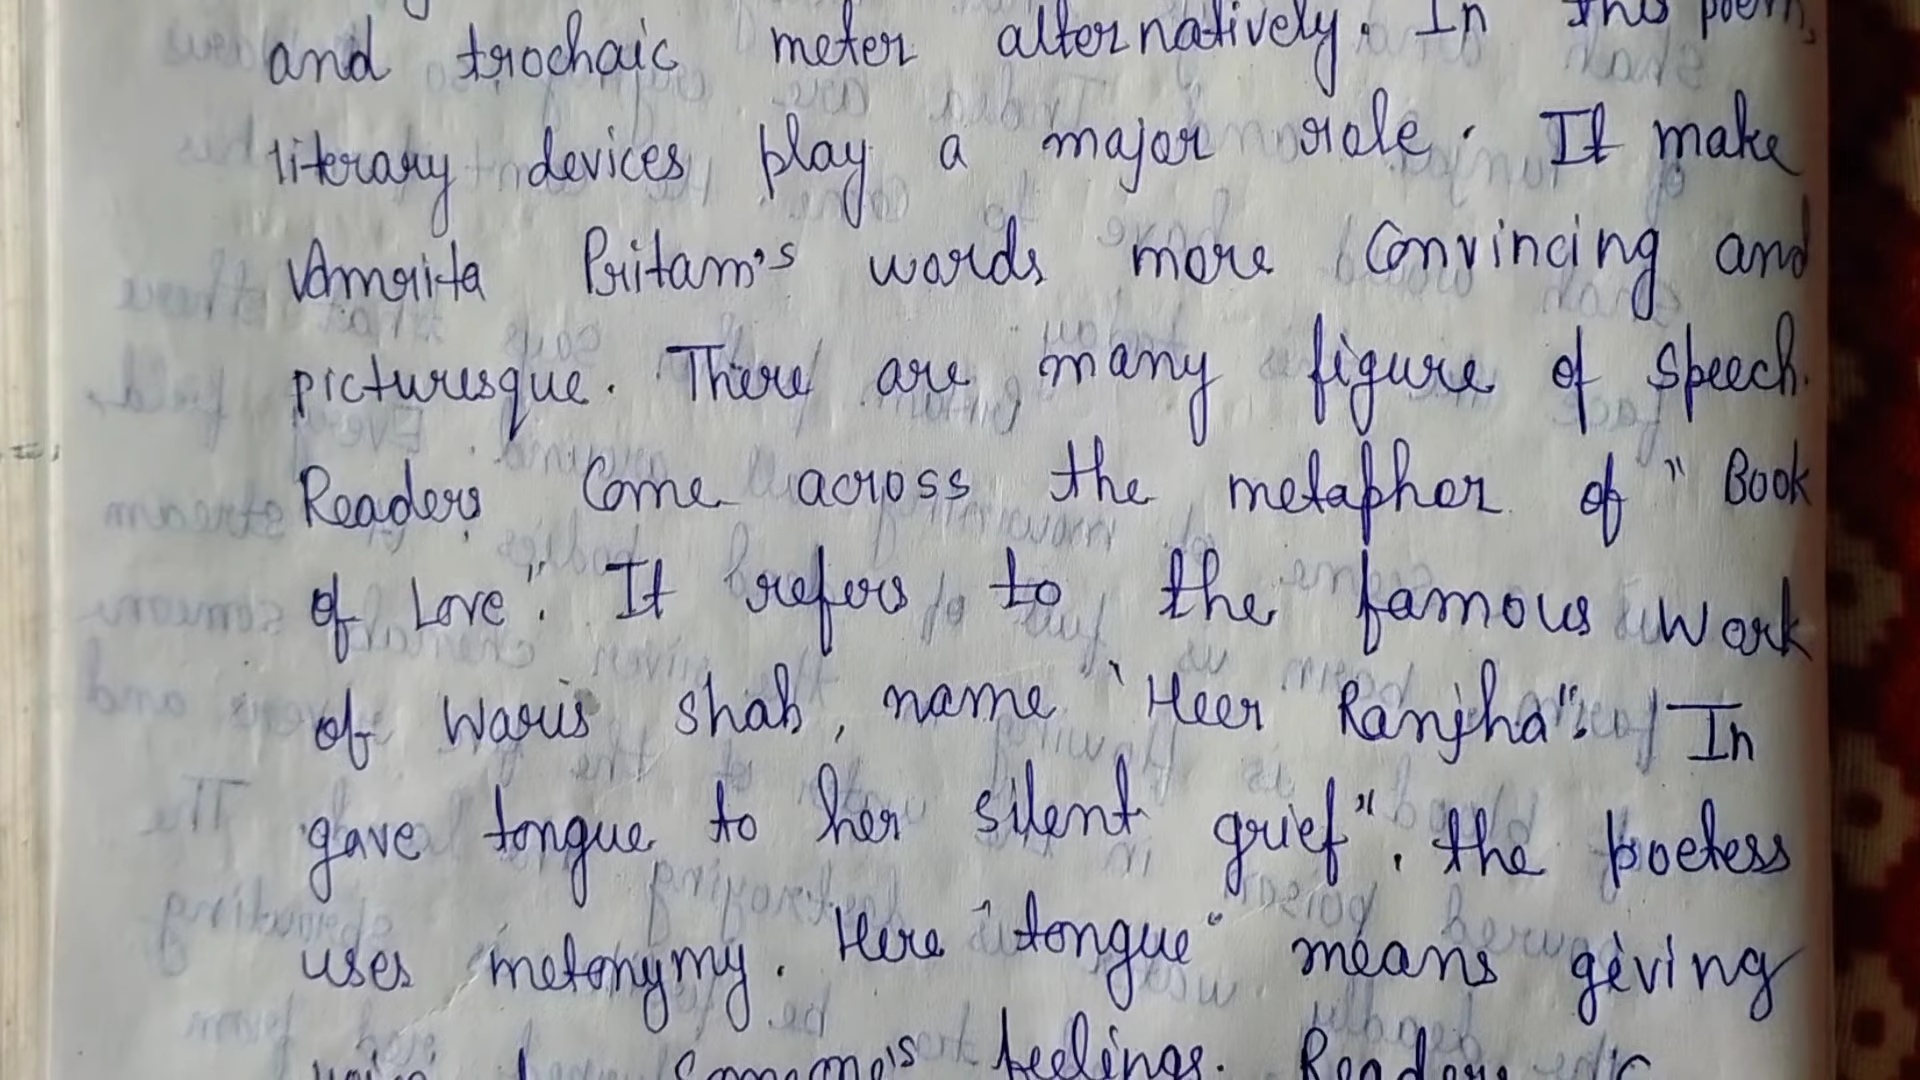 and trochaic meter alternatively. In this poem,
literary devices play a major role. It make
Amrita Pritam's words more Convincing and
picturesque. There are many figure of speech.
Readers Come across the metaphor of "Book
of Love". It refers to the famous work
of Waris Shah, name "Heer Ranjha". In
gave tongue to her silent grief", the poetess
uses metonymy. Here "tongue" means giving
someone's feelings. Readers